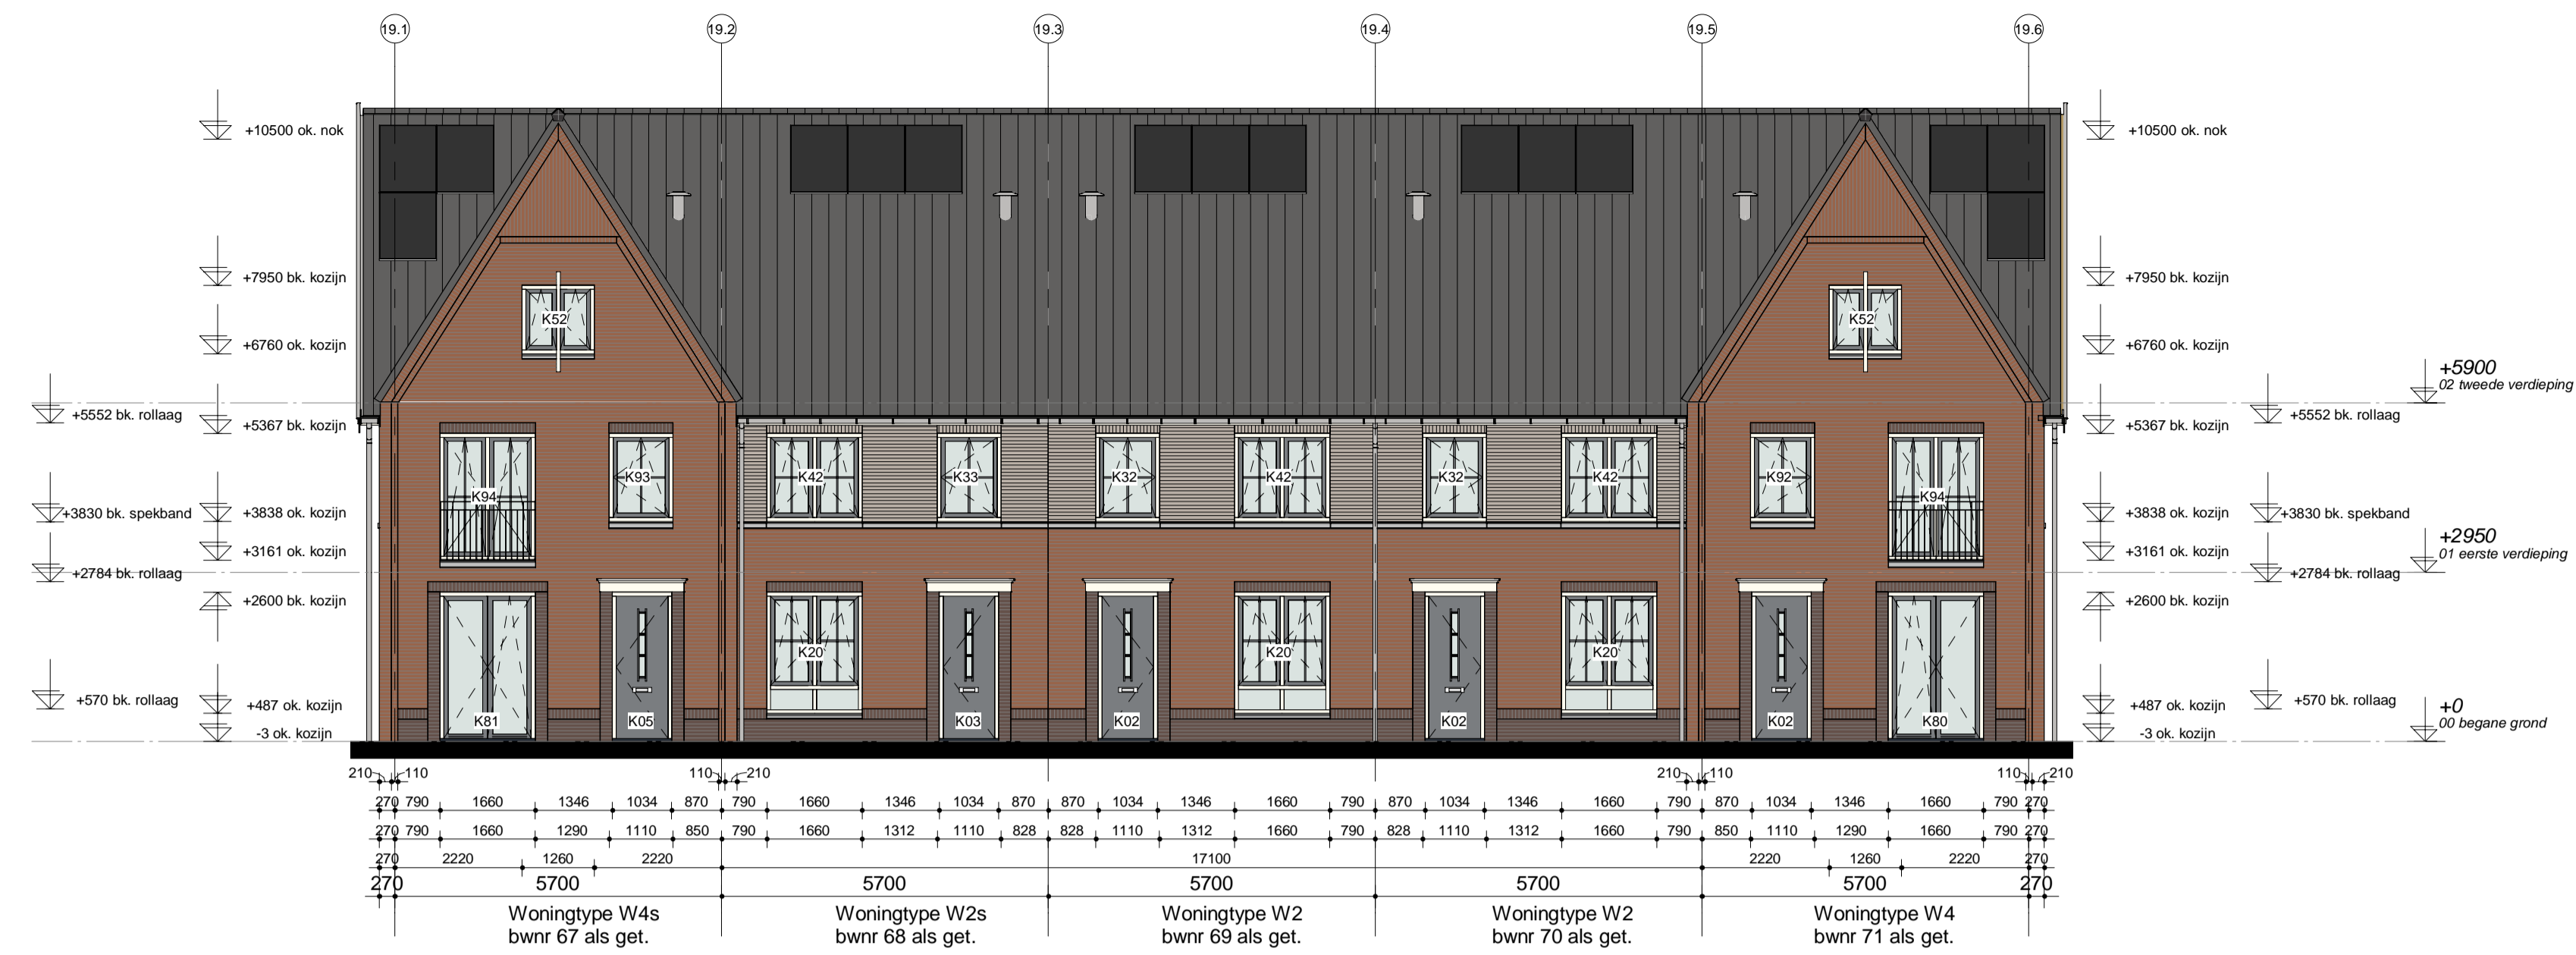 19.1 19.2 19.3 19.4 19.5 19.6
+10500 ok. nok +10500 ok. nok
+7950 bk. kozijn +7950 bk. kozijn
K52 K52
+6760 ok. kozijn +6760 ok. kozijn
+5900
02 tweede verdieping
+5552 bk. rollaag +5367 bk. kozijn +5367 bk. kozijn +5552 bk. rollaag
K94 K93 K42 K33 K32 K42 K32 K42 K92 K94
+3830 bk. spekband +3838 ok. kozijn +3838 ok. kozijn +3830 bk. spekband
+2950
01 eerste verdieping
+3161 ok. kozijn +3161 ok. kozijn
+2784 bk. rollaag +2784 bk. rollaag
+2600 bk. kozijn +2600 bk. kozijn
K20 K20 K20
+570 bk. rollaag +487 ok. kozijn +487 ok. kozijn +570 bk. rollaag
+0
00 begane grond
K81 K05 K03 K02 K02 K02 K80
-3 ok. kozijn -3 ok. kozijn
210 110 110 210 210 110 110 210
270 790 1660 1346 1034 870 790 1660 1346 1034 870 870 1034 1346 1660 790 870 1034 1346 1660 790 870 1034 1346 1660 790 270
270 790 1660 1290 1110 850 790 1660 1312 1110 828 828 1110 1312 1660 790 828 1110 1312 1660 790 850 1110 1290 1660 790 270
270 2220 1260 2220 17100 2220 1260 2220 270
270 5700 5700 5700 5700 5700 270
Woningtype W4s Woningtype W2s Woningtype W2 Woningtype W2 Woningtype W4
bwnr 67 als get. bwnr 68 als get. bwnr 69 als get. bwnr 70 als get. bwnr 71 als get.